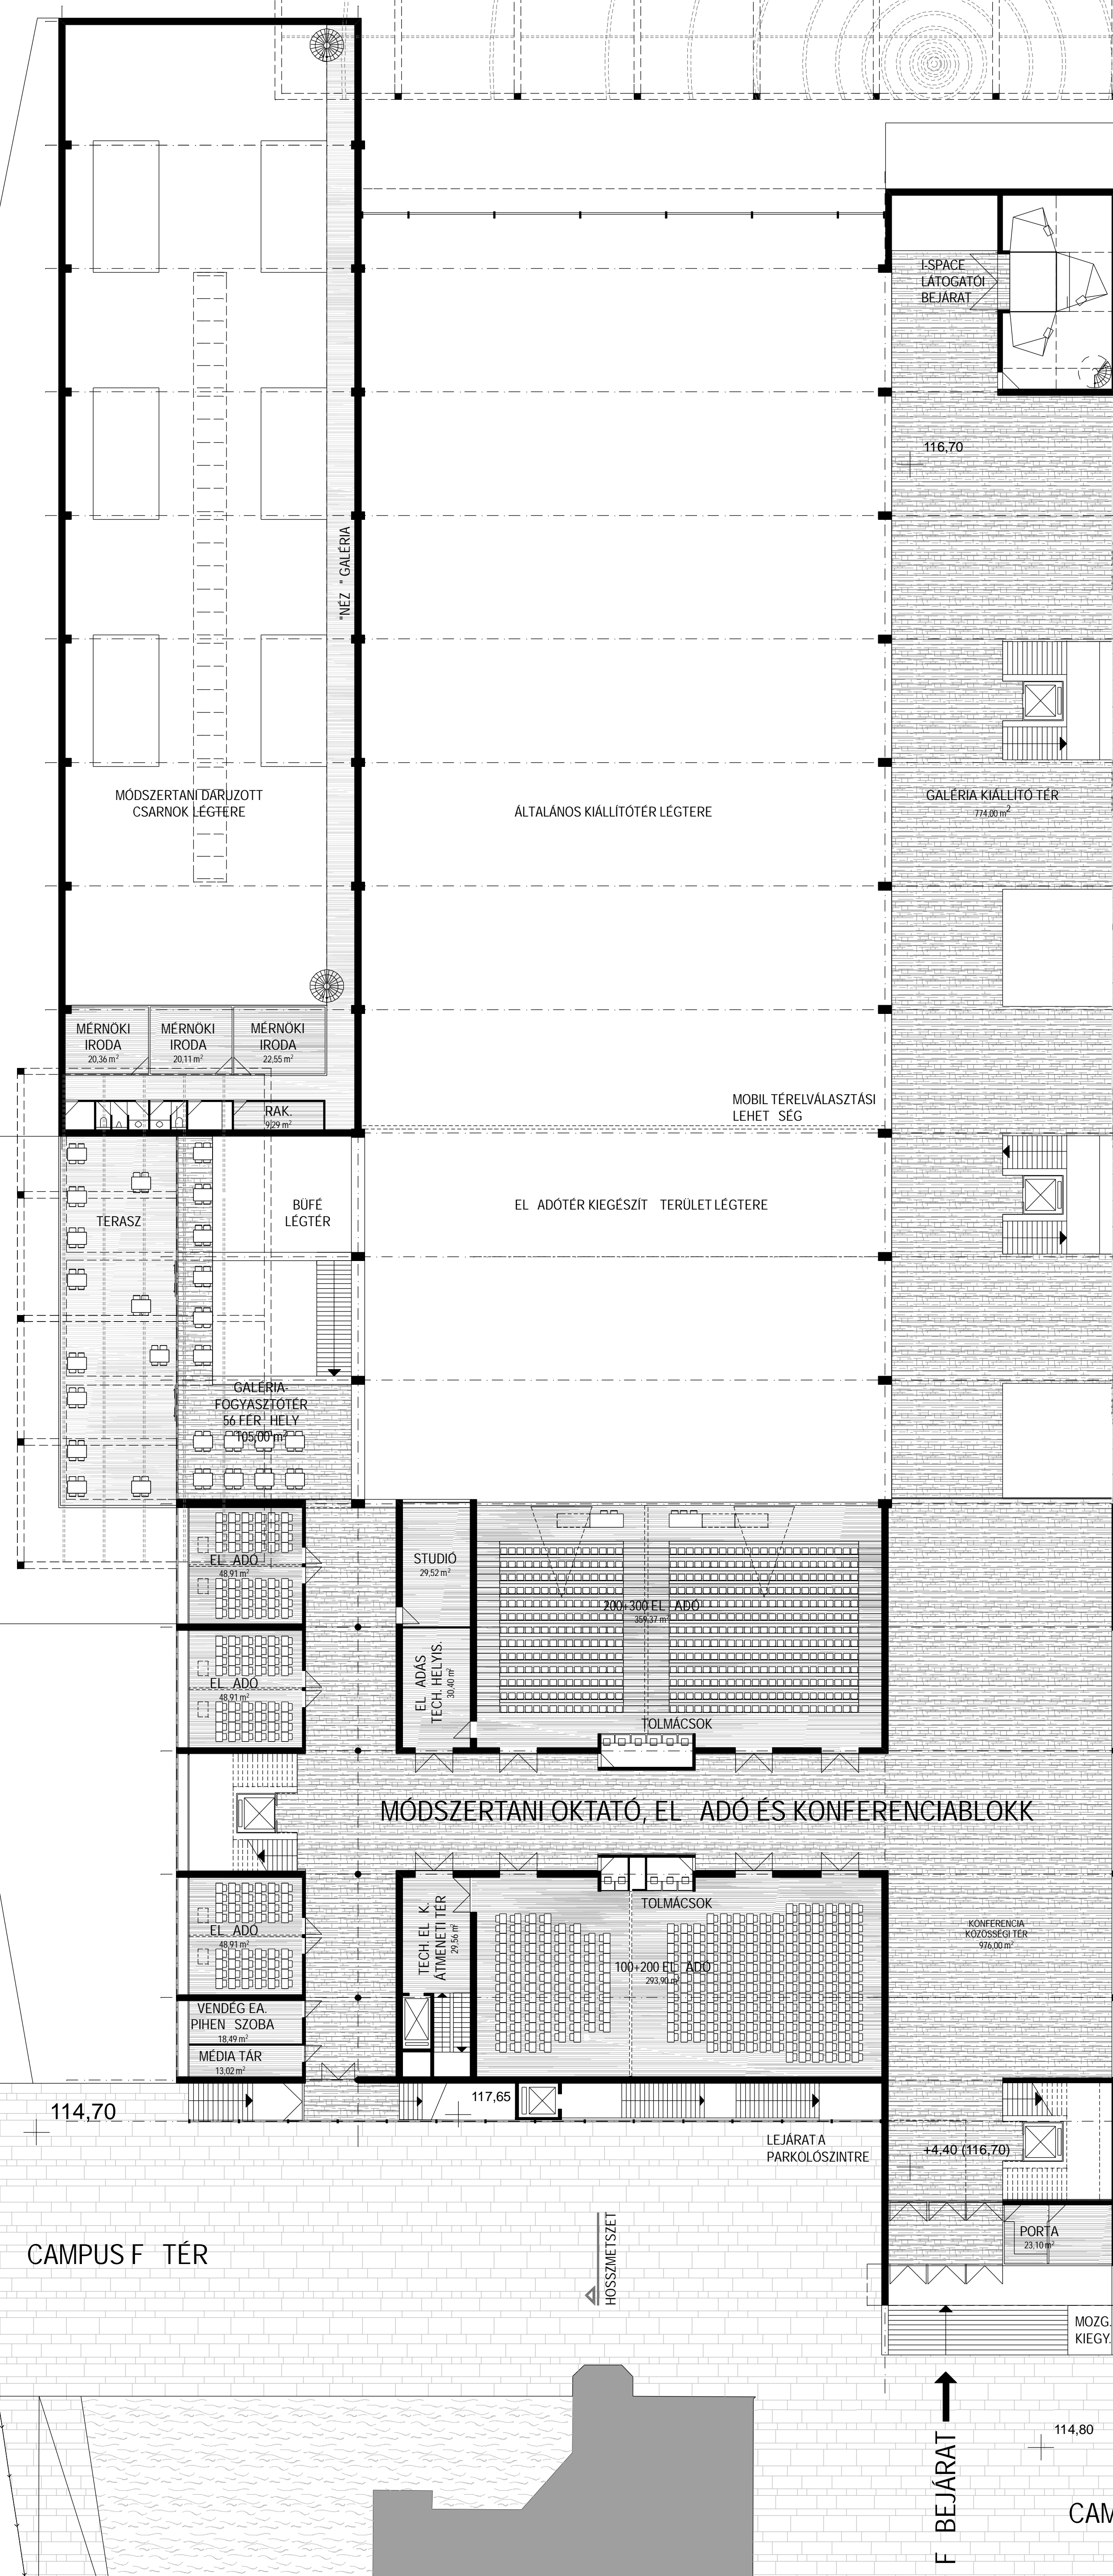 I-SPACE
LÁTOGATÓI
BEJÁRAT
116,70
"NÉZ " GALÉRIA
MÓDSZERTANI DARUZOTT
CSARNOK LÉGTERE
ÁLTALÁNOS KIÁLLÍTÓTÉR LÉGTERE
GALÉRIA KIÁLLÍTÓ TÉR
774,00 m²
MÉRNÖKI
IRODA
20,36 m²
MÉRNÖKI
IRODA
20,11 m²
MÉRNÖKI
IRODA
22,55 m²
RAK.
9,29 m²
MOBIL TÉRELVÁLASZTÁSI
LEHET SÉG
TERASZ
BÜFÉ
LÉGTÉR
EL ADÓTÉR KIEGÉSZÍT TERÜLET LÉGTERE
GALÉRIA-
FOGYASZTÓTÉR
56 FÉR HELY
105,00 m²
EL ADÓ
48,91 m²
STUDIÓ
29,52 m²
200+300 EL ADÓ
359,37 m²
EL ADÓ
48,91 m²
EL ADÁS
TECH. HELYIS.
30,40 m²
TOLMÁCSOK
MÓDSZERTANI OKTATÓ, EL ADÓ ÉS KONFERENCIABLOKK
TOLMÁCSOK
EL ADÓ
48,91 m²
TECH. EL K.
ÁTMENETI TÉR
29,56 m²
100+200 EL ADÓ
293,90 m²
KONFERENCIA
KÖZÖSSÉGI TÉR
976,00 m²
VENDÉG EA.
PIHEN SZOBA
18,49 m²
MÉDIA TÁR
13,02 m²
114,70
117,65
LEJÁRAT A
PARKOLÓSZINTRE
+4,40 (116,70)
PORTA
23,10 m²
CAMPUS F TÉR
HOSSZMETSZET
MOZG.
KIEGY.
F BEJÁRAT
114,80
CAM